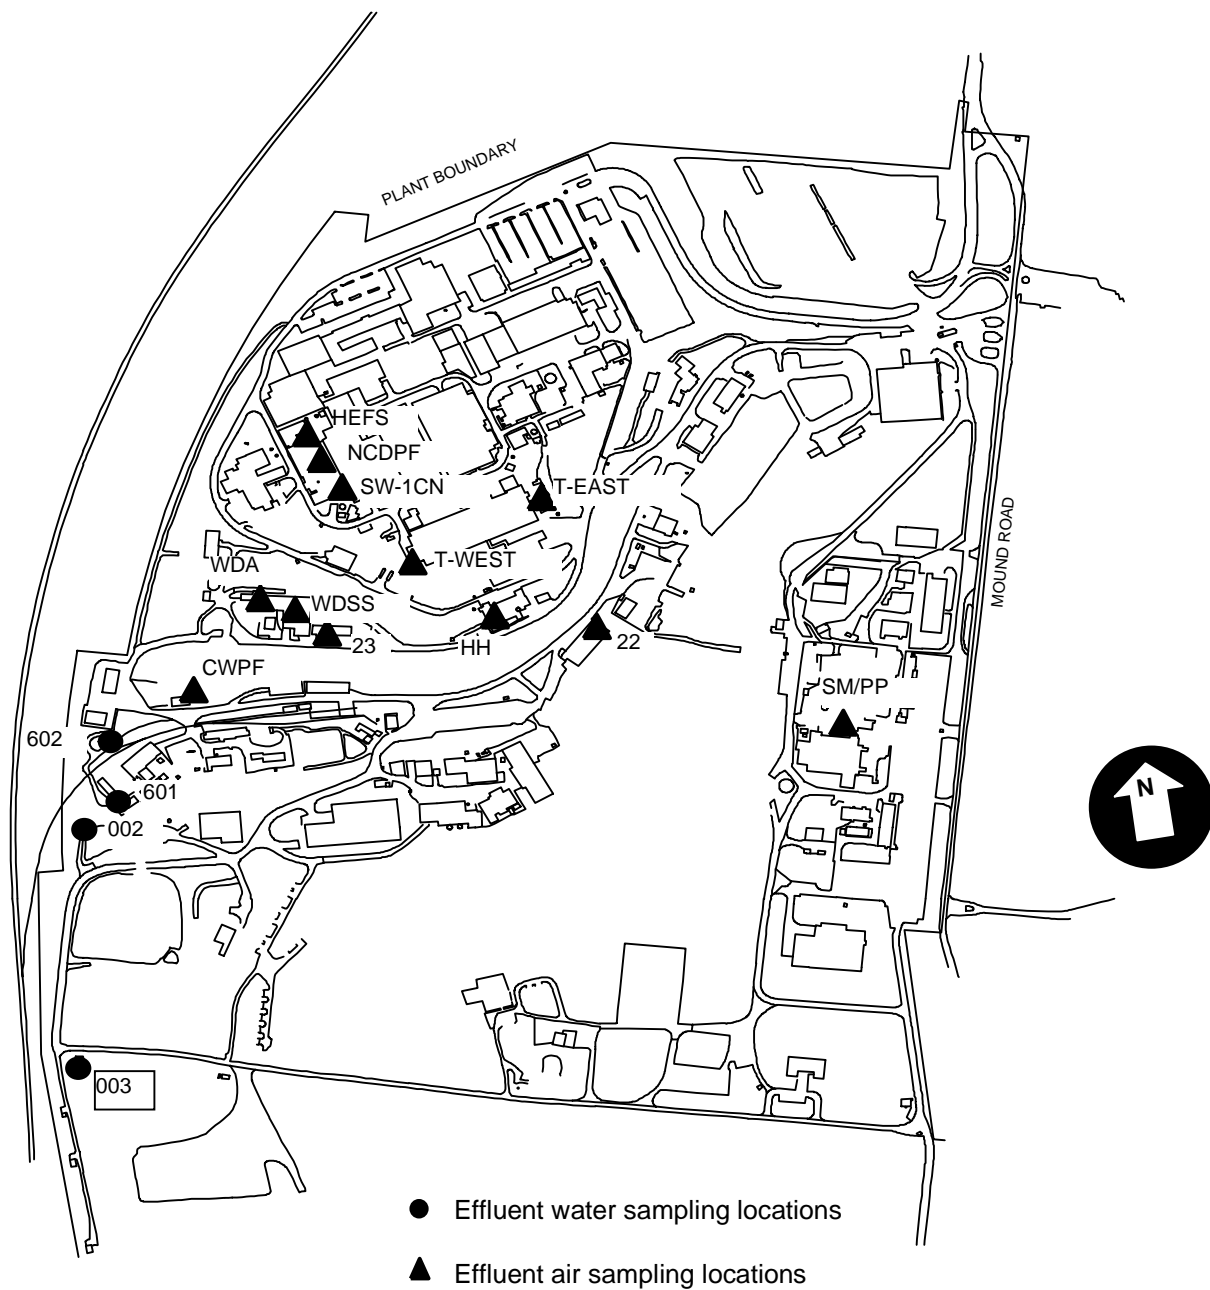 PLANT BOUNDARY
HEFS
NCDPF
SW-1CN
T-EAST
MOUND ROAD
T-WEST
WDA
WDSS
23
HH
22
CWPF
SM/PP
602
601
002
N
003
Effluent water sampling locations
Effluent air sampling locations